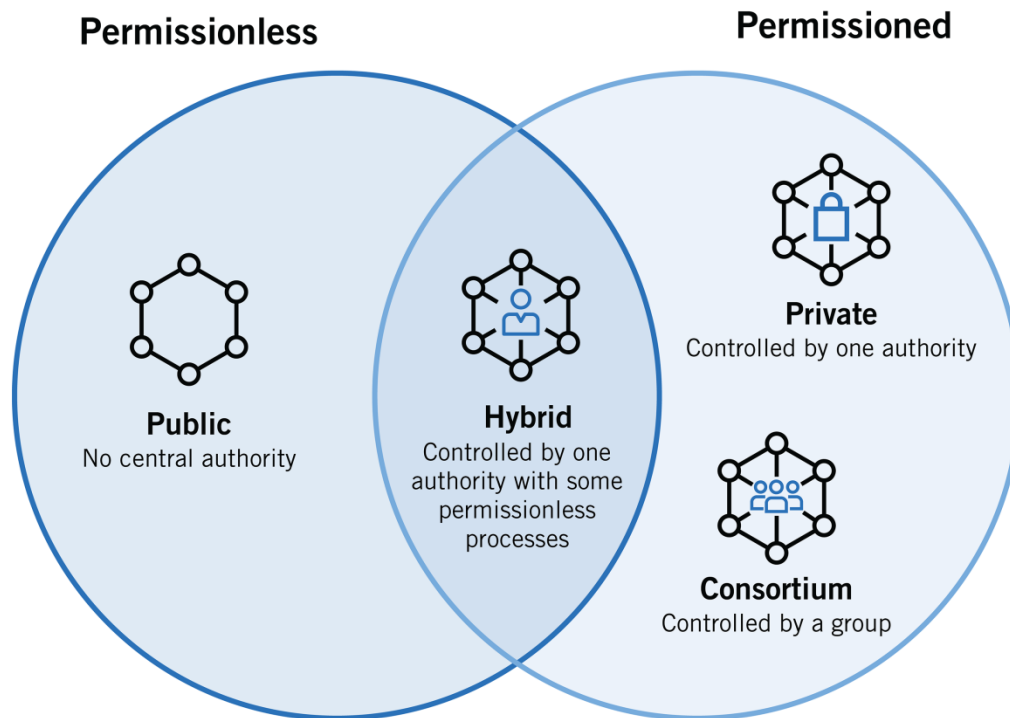 Permissionless
Permissioned
Public
No central authority
Hybrid
Controlled by one
authority with some
permissionless
processes
Private
Controlled by one authority
Consortium
Controlled by a group